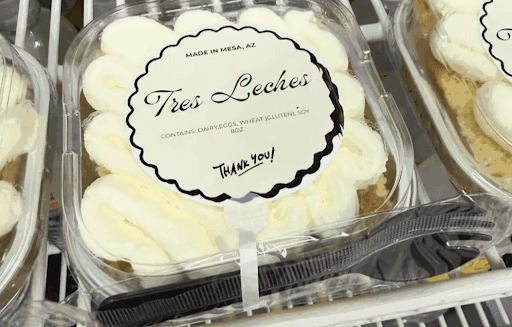 MADE IN MESA, AZ
Tres Leches
CONTAINS: DAIRY,EGGS, WHEAT (GLUTEN), SOY
8OZ.
THANK YOU!